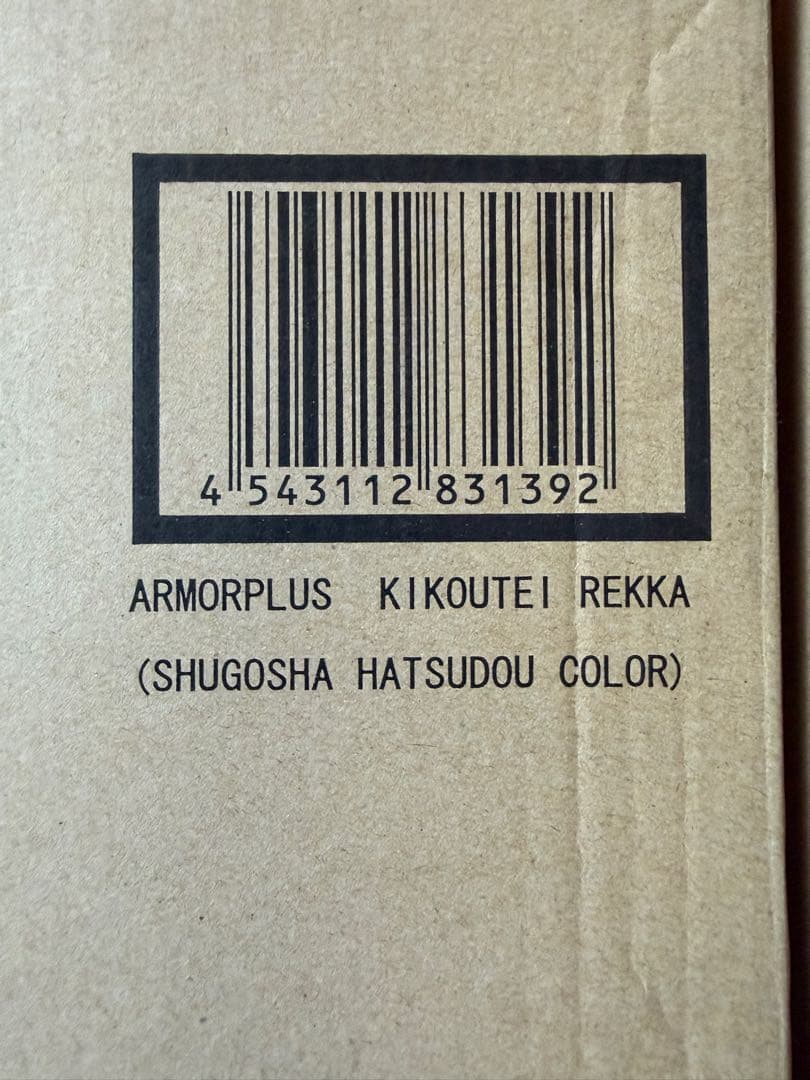 4 543112 831392
ARMORPLUS KIKOUTEI REKKA
(SHUGOSHA HATSUDOU COLOR)